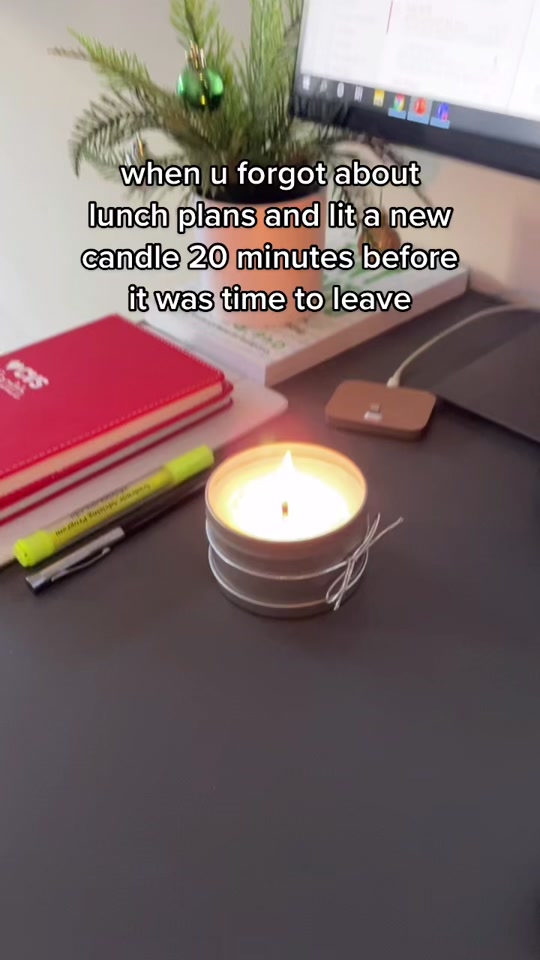 when u forgot about
lunch plans and lit a new
candle 20 minutes before
it was time to leave